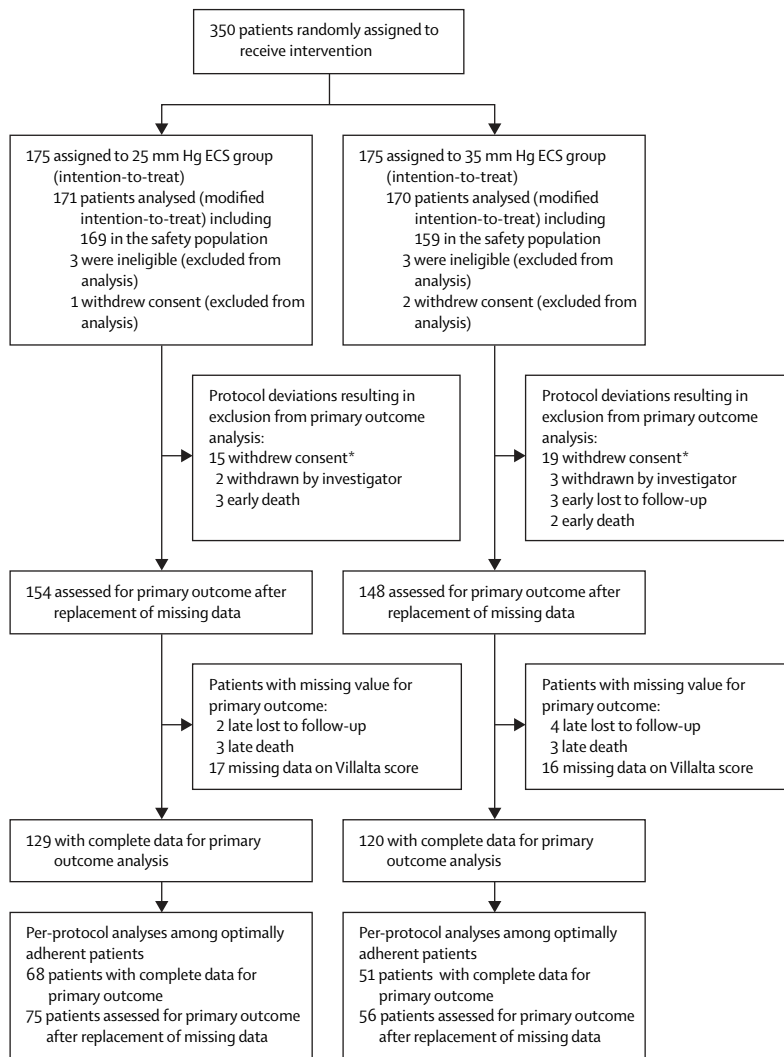 350 patients randomly assigned to
receive intervention
175 assigned to 25 mm Hg ECS group
(intention-to-treat)
171 patients analysed (modified
intention-to-treat) including
169 in the safety population
3 were ineligible (excluded from
analysis)
1 withdrew consent (excluded from
analysis)
175 assigned to 35 mm Hg ECS group
(intention-to-treat)
170 patients analysed (modified
intention-to-treat) including
159 in the safety population
3 were ineligible (excluded from
analysis)
2 withdrew consent (excluded from
analysis)
Protocol deviations resulting in
exclusion from primary outcome
analysis:
15 withdrew consent*
2 withdrawn by investigator
3 early death
Protocol deviations resulting in
exclusion from primary outcome
analysis:
19 withdrew consent*
3 withdrawn by investigator
3 early lost to follow-up
2 early death
154 assessed for primary outcome after
replacement of missing data
148 assessed for primary outcome after
replacement of missing data
Patients with missing value for
primary outcome:
2 late lost to follow-up
3 late death
17 missing data on Villalta score
Patients with missing value for
primary outcome:
4 late lost to follow-up
3 late death
16 missing data on Villalta score
129 with complete data for primary
outcome analysis
120 with complete data for primary
outcome analysis
Per-protocol analyses among optimally
adherent patients
68 patients with complete data for
primary outcome
75 patients assessed for primary outcome
after replacement of missing data
Per-protocol analyses among optimally
adherent patients
51 patients with complete data for
primary outcome
56 patients assessed for primary outcome
after replacement of missing data